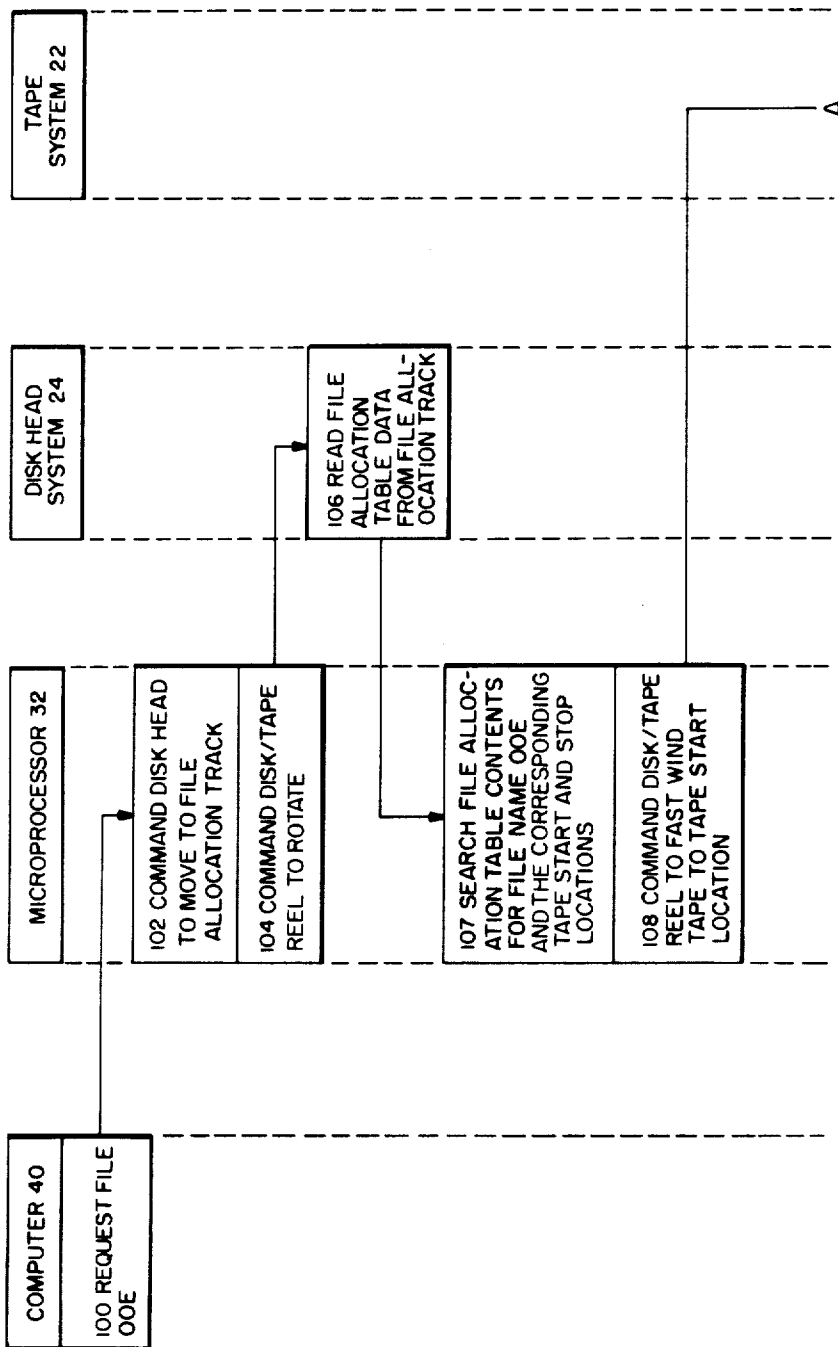 COMPUTER 40
100 REQUEST FILE
OOE
MICROPROCESSOR 32
102 COMMAND DISK HEAD
TO MOVE TO FILE
ALLOCATION TRACK
104 COMMAND DISK/TAPE
REEL TO ROTATE
DISK HEAD
SYSTEM 24
106 READ FILE
ALLOCATION
TABLE DATA
FROM FILE ALL-
OCATION TRACK
107 SEARCH FILE ALLOC-
ATION TABLE CONTENTS
FOR FILE NAME OOE
AND THE CORRESPONDING
TAPE START AND STOP
LOCATIONS
108 COMMAND DISK/TAPE
REEL TO FAST WIND
TAPE TO TAPE START
LOCATION
TAPE
SYSTEM 22
A